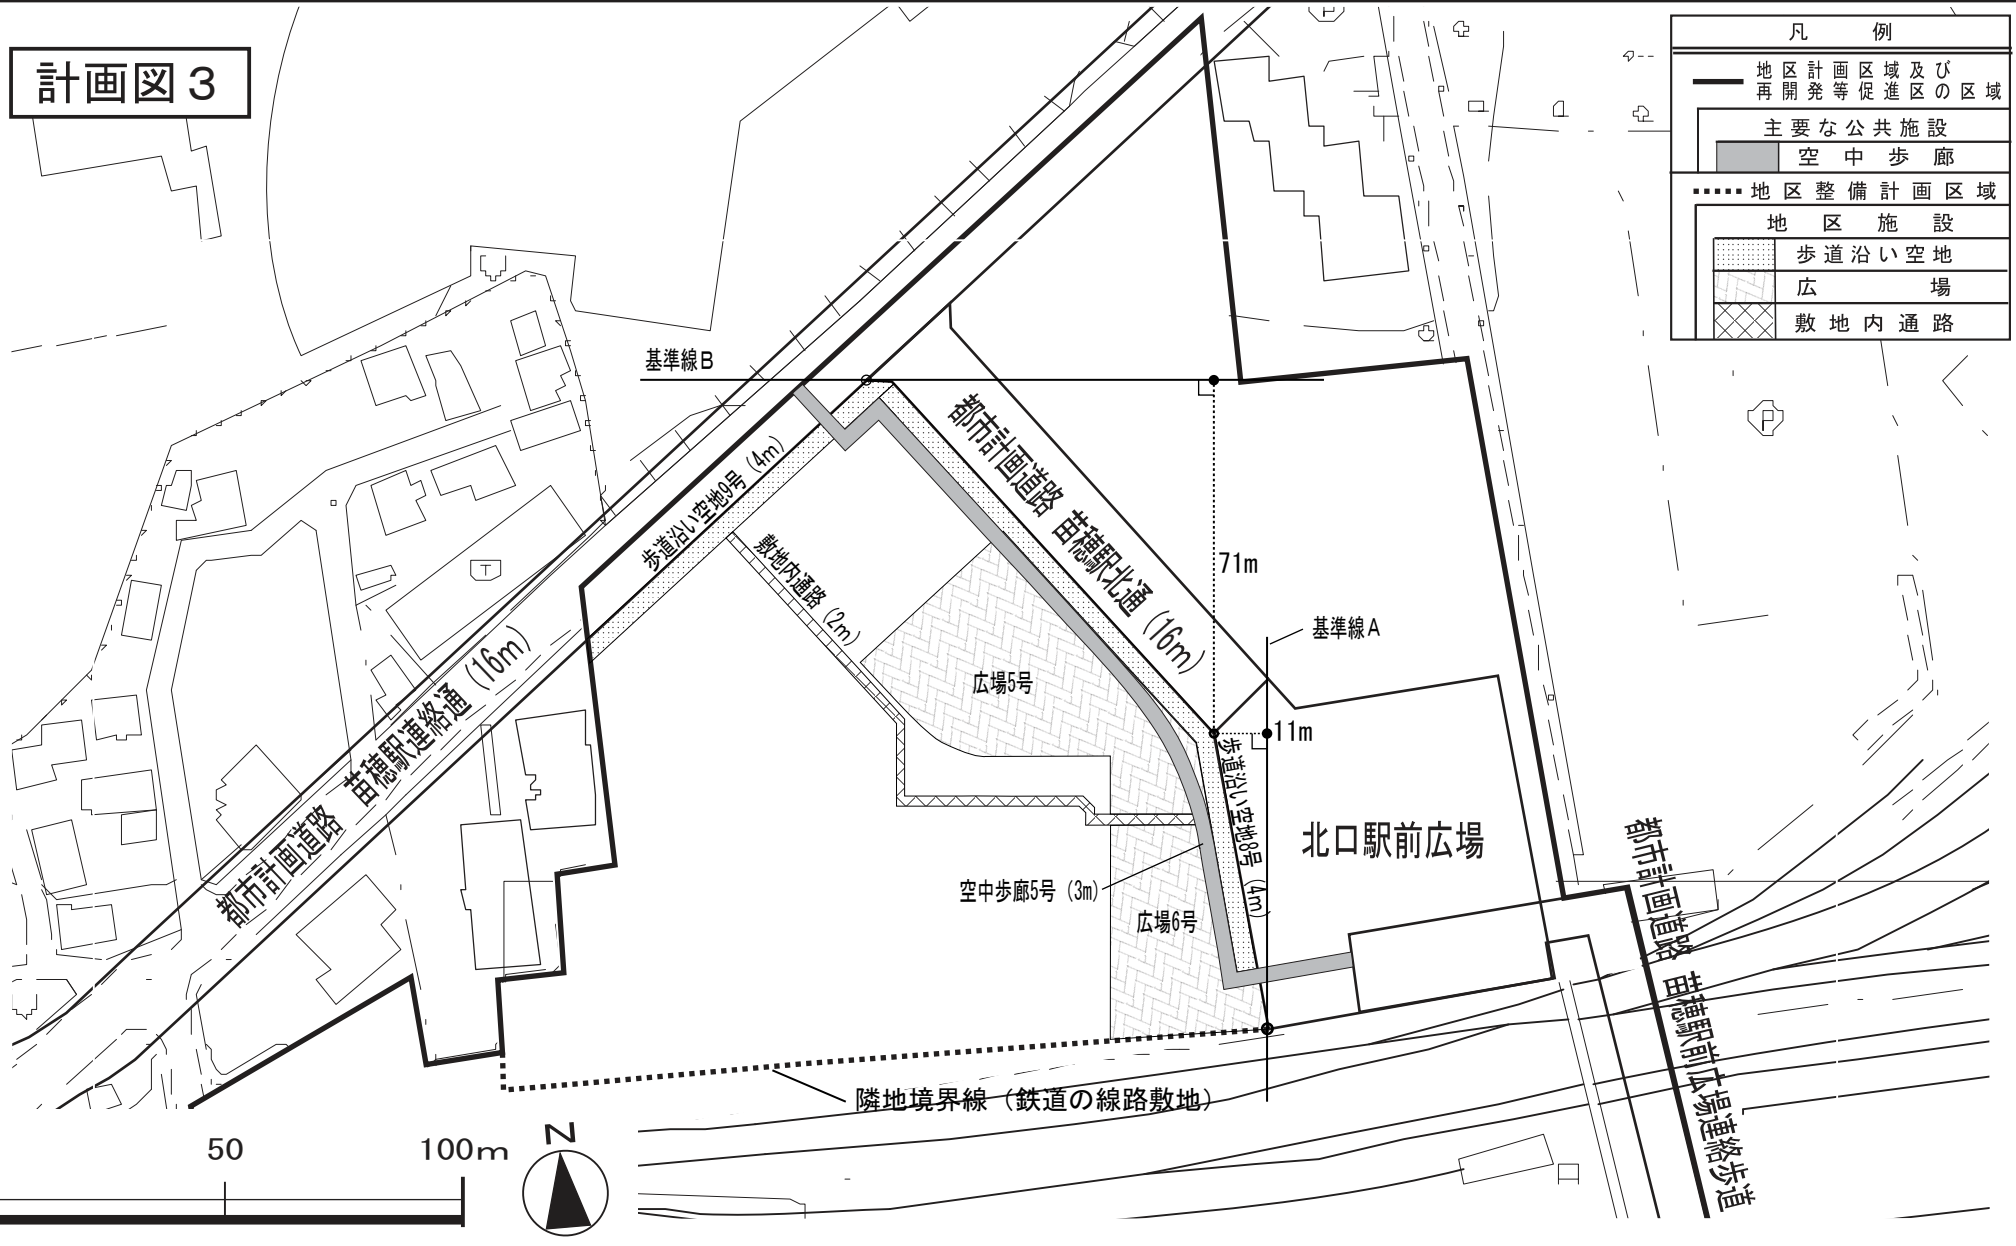 計画図３
凡例
地区計画区域及び
再開発等促進区の区域
主要な公共施設
空中歩廊
地区整備計画区域
地区施設
歩道沿い空地
広場
敷地内通路
基準線Ｂ
都市計画道路 苗穂駅北通（16m）
歩道沿い空地9号（4m）
敷地内通路（2m）
71m
基準線Ａ
広場5号
都市計画道路 苗穂駅連絡通（16m）
11m
歩道沿い空地8号（4m）
北口駅前広場
空中歩廊5号（3m）
広場6号
都市計画道路 苗穂駅前広場連絡歩道
隣地境界線（鉄道の線路敷地）
50
100m
N
P
P
T